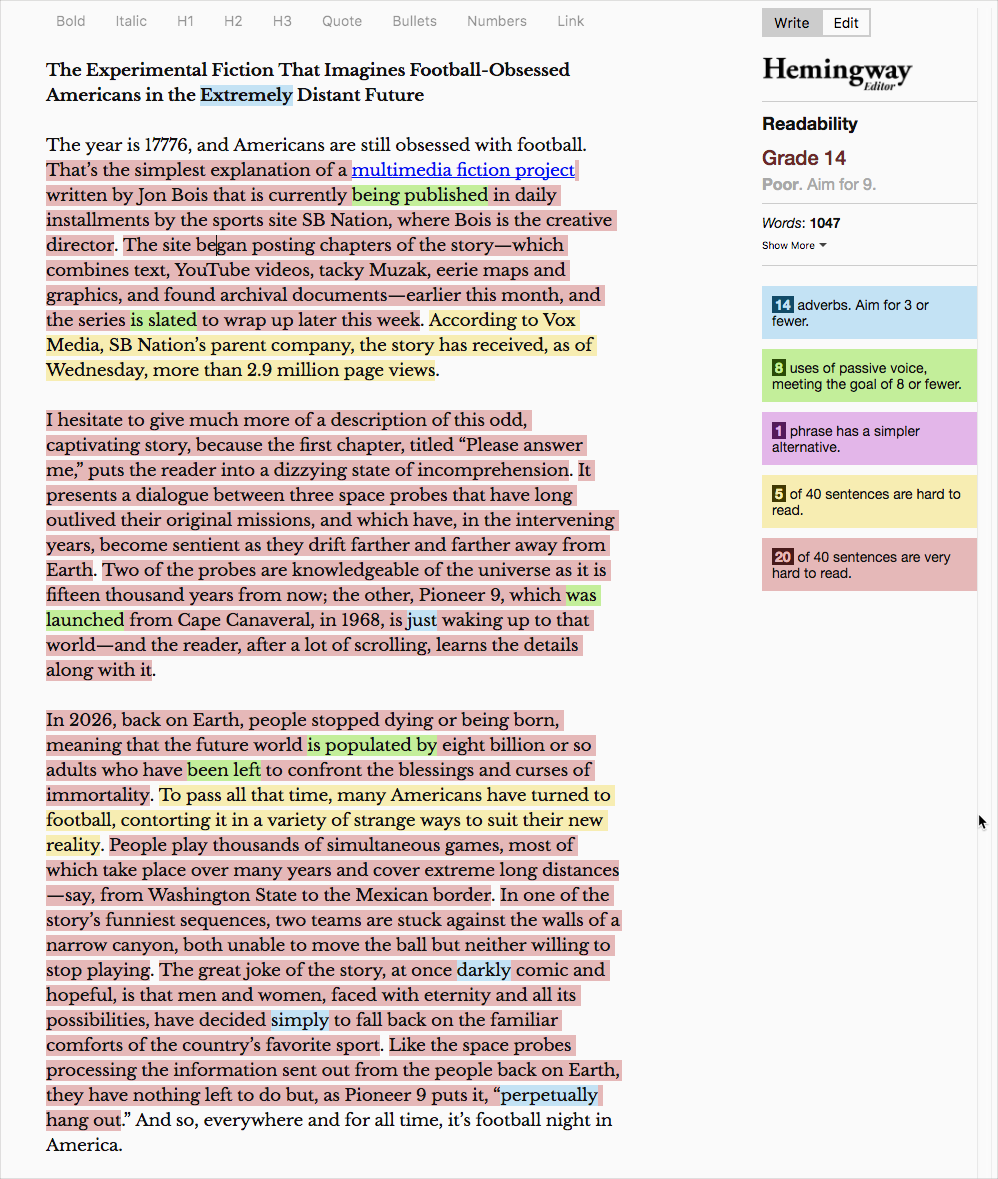 Bold Italic H1 H2 H3 Quote Bullets Numbers Link
Write Edit
The Experimental Fiction That Imagines Football-Obsessed
Americans in the Extremely Distant Future
The year is 17776, and Americans are still obsessed with football.
That’s the simplest explanation of a multimedia fiction project
written by Jon Bois that is currently being published in daily
installments by the sports site SB Nation, where Bois is the creative
director. The site began posting chapters of the story—which
combines text, YouTube videos, tacky Muzak, eerie maps and
graphics, and found archival documents—earlier this month, and
the series is slated to wrap up later this week. According to Vox
Media, SB Nation’s parent company, the story has received, as of
Wednesday, more than 2.9 million page views.
I hesitate to give much more of a description of this odd,
captivating story, because the first chapter, titled “Please answer
me,” puts the reader into a dizzying state of incomprehension. It
presents a dialogue between three space probes that have long
outlived their original missions, and which have, in the intervening
years, become sentient as they drift farther and farther away from
Earth. Two of the probes are knowledgeable of the universe as it is
fifteen thousand years from now; the other, Pioneer 9, which was
launched from Cape Canaveral, in 1968, is just waking up to that
world—and the reader, after a lot of scrolling, learns the details
along with it.
In 2026, back on Earth, people stopped dying or being born,
meaning that the future world is populated by eight billion or so
adults who have been left to confront the blessings and curses of
immortality. To pass all that time, many Americans have turned to
football, contorting it in a variety of strange ways to suit their new
reality. People play thousands of simultaneous games, most of
which take place over many years and cover extreme long distances
—say, from Washington State to the Mexican border. In one of the
story’s funniest sequences, two teams are stuck against the walls of a
narrow canyon, both unable to move the ball but neither willing to
stop playing. The great joke of the story, at once darkly comic and
hopeful, is that men and women, faced with eternity and all its
possibilities, have decided simply to fall back on the familiar
comforts of the country’s favorite sport. Like the space probes
processing the information sent out from the people back on Earth,
they have nothing left to do but, as Pioneer 9 puts it, “perpetually
hang out.” And so, everywhere and for all time, it’s football night in
America.
Hemingway
Editor
Readability
Grade 14
Poor. Aim for 9.
Words: 1047
Show More
14 adverbs. Aim for 3 or
fewer.
8 uses of passive voice,
meeting the goal of 8 or fewer.
1 phrase has a simpler
alternative.
5 of 40 sentences are hard to
read.
20 of 40 sentences are very
hard to read.